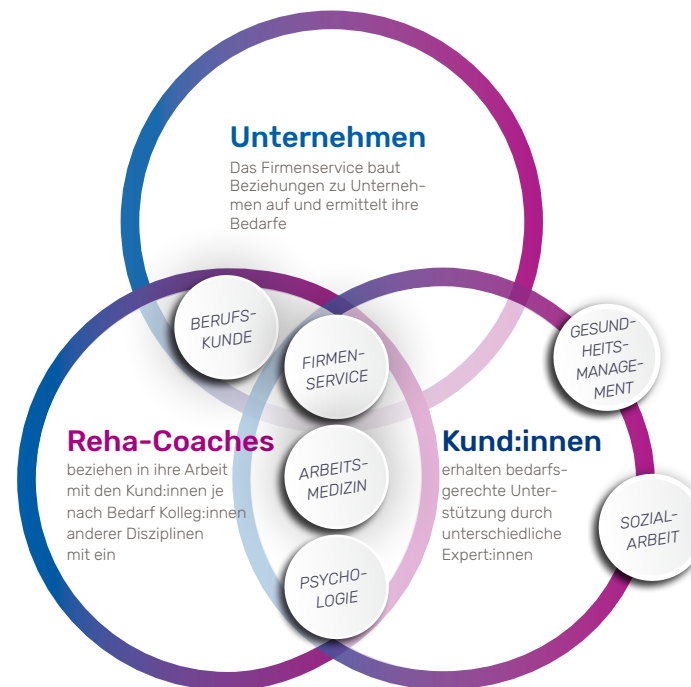 Unternehmen
Das Firmenservice baut
Beziehungen zu Unterneh-
men auf und ermittelt ihre
Bedarfe
BERUFS-
KUNDE
FIRMEN-
SERVICE
GESUND-
HEITS-
MANAGE-
MENT
Reha-Coaches
beziehen in ihre Arbeit
mit den Kund:innen je
nach Bedarf Kolleg:innen
anderer Disziplinen
mit ein
ARBEITS-
MEDIZIN
Kund:innen
erhalten bedarfs-
gerechte Unter-
stützung durch
unterschiedliche
Expert:innen
SOZIAL-
ARBEIT
PSYCHO-
LOGIE